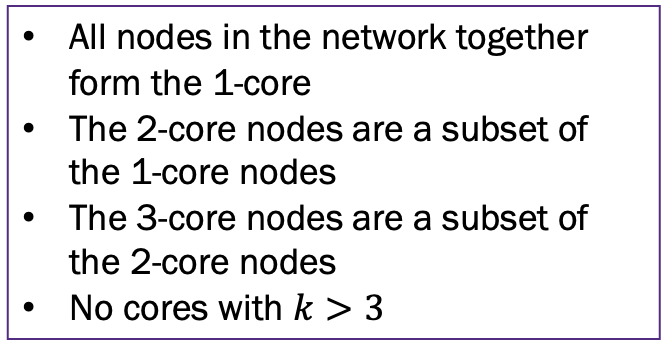 • All nodes in the network together
form the 1-core
• The 2-core nodes are a subset of
the 1-core nodes
• The 3-core nodes are a subset of
the 2-core nodes
• No cores with k > 3